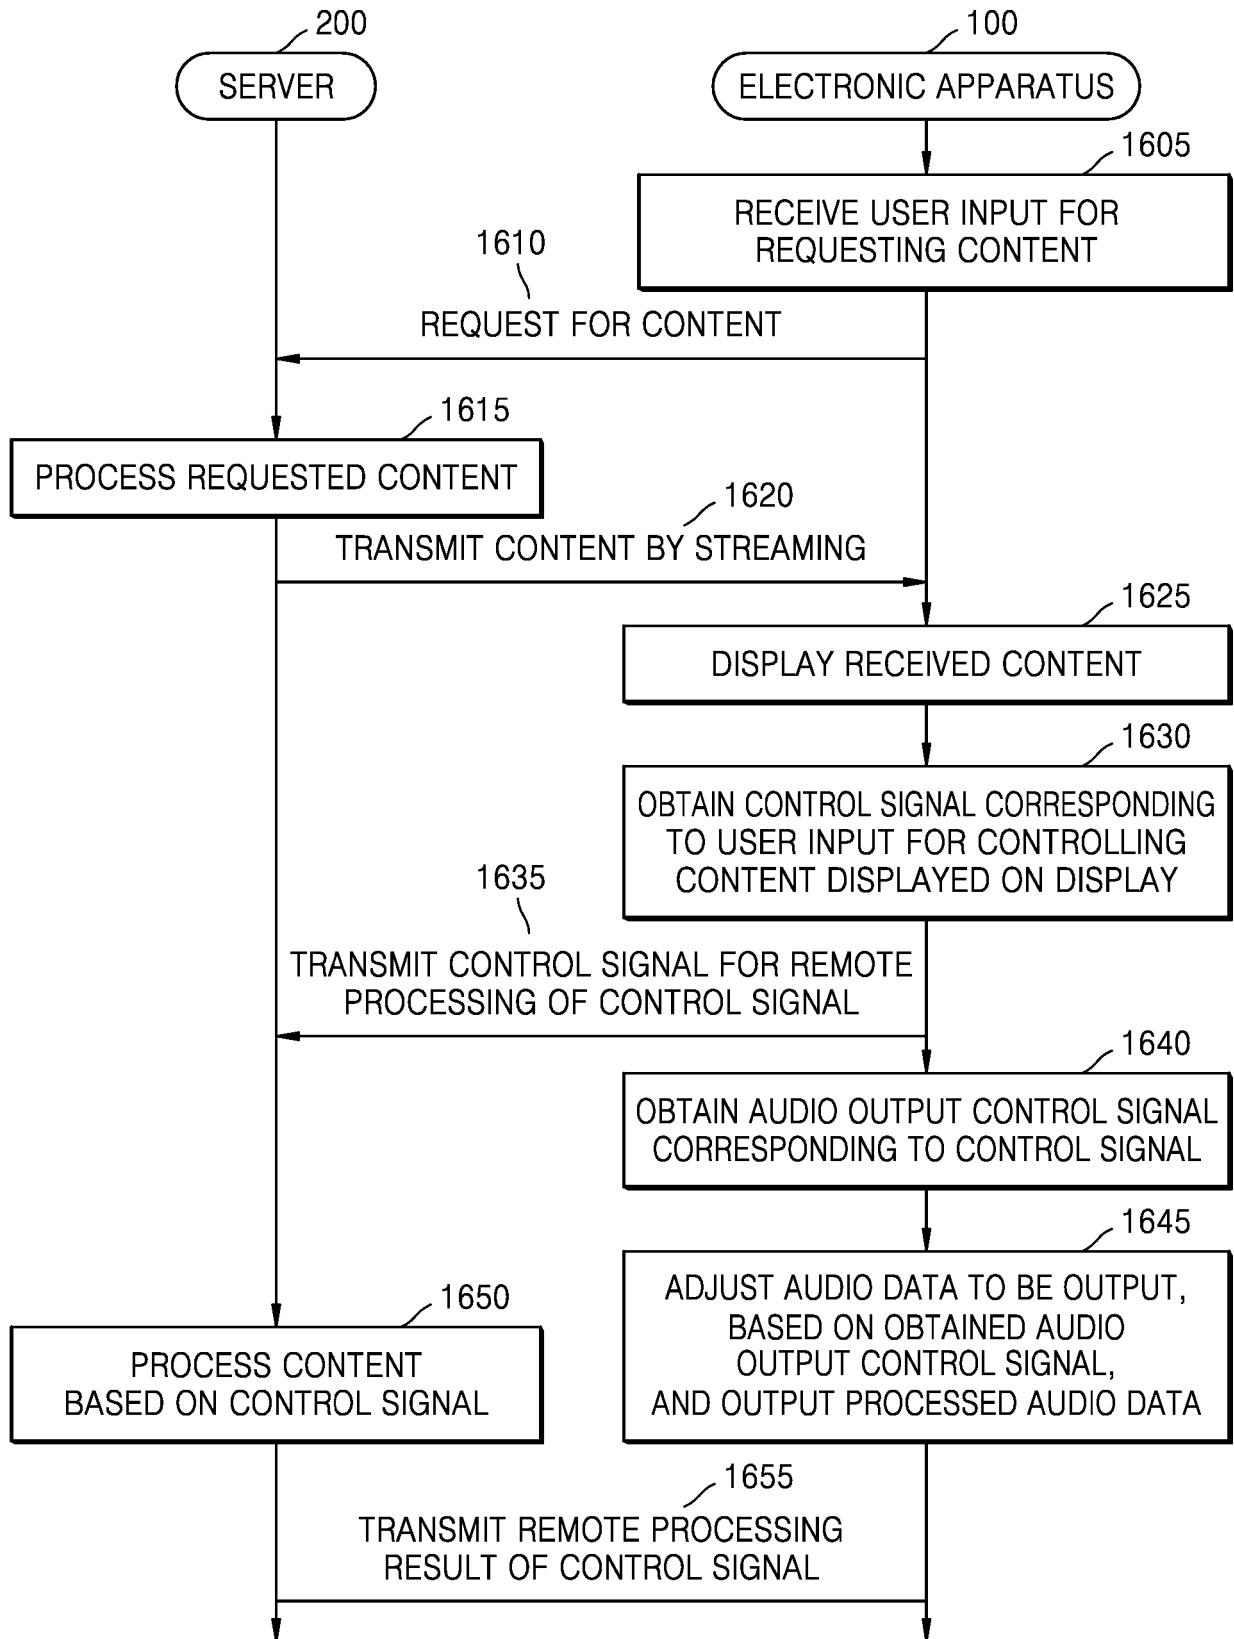 200
SERVER
100
ELECTRONIC APPARATUS
1605
RECEIVE USER INPUT FOR
REQUESTING CONTENT
1610
REQUEST FOR CONTENT
1615
PROCESS REQUESTED CONTENT
1620
TRANSMIT CONTENT BY STREAMING
1625
DISPLAY RECEIVED CONTENT
1630
OBTAIN CONTROL SIGNAL CORRESPONDING
TO USER INPUT FOR CONTROLLING
CONTENT DISPLAYED ON DISPLAY
1635
TRANSMIT CONTROL SIGNAL FOR REMOTE
PROCESSING OF CONTROL SIGNAL
1640
OBTAIN AUDIO OUTPUT CONTROL SIGNAL
CORRESPONDING TO CONTROL SIGNAL
1645
ADJUST AUDIO DATA TO BE OUTPUT,
BASED ON OBTAINED AUDIO
OUTPUT CONTROL SIGNAL,
AND OUTPUT PROCESSED AUDIO DATA
1650
PROCESS CONTENT
BASED ON CONTROL SIGNAL
1655
TRANSMIT REMOTE PROCESSING
RESULT OF CONTROL SIGNAL